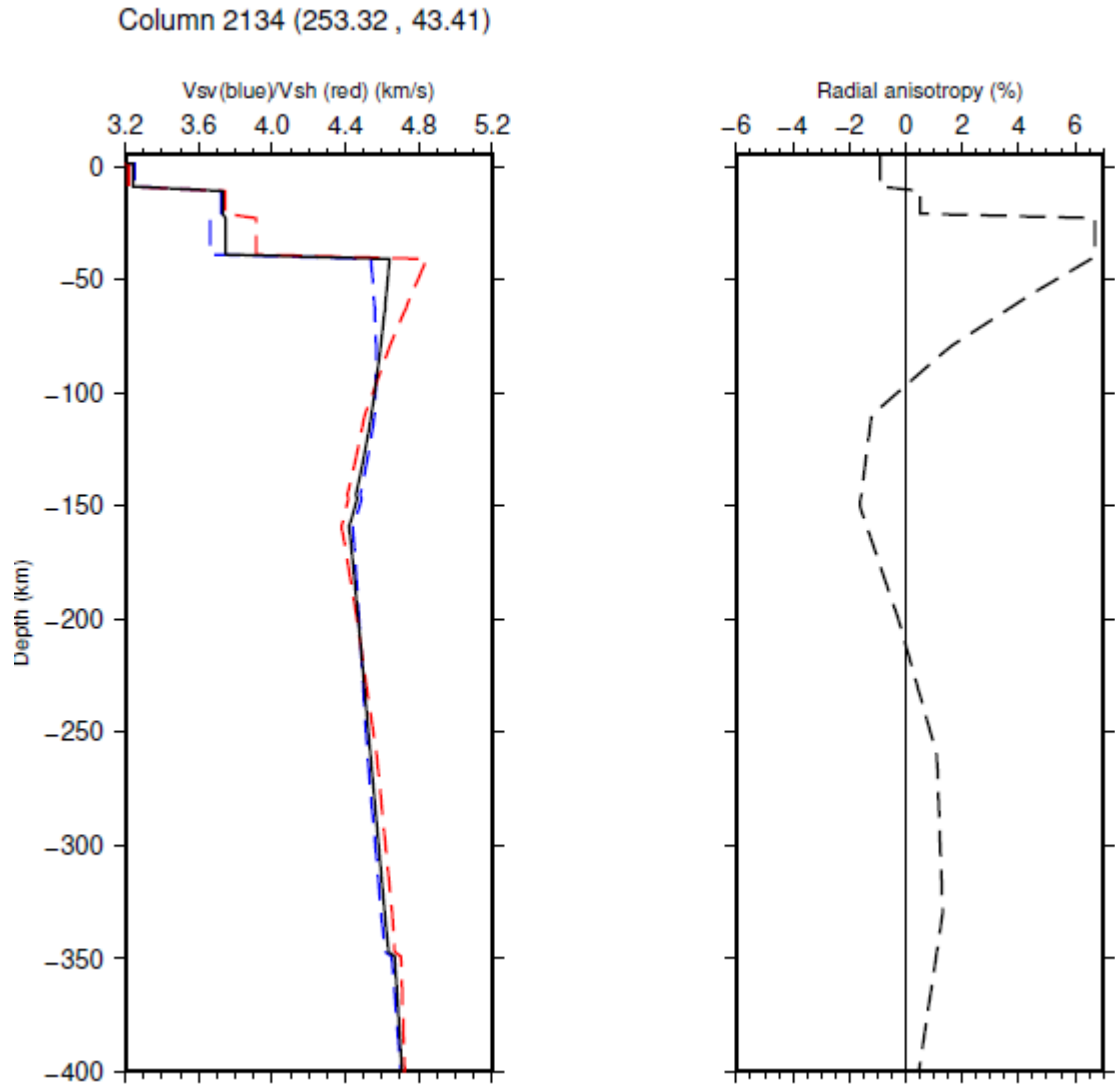 Column 2134 (253.32 , 43.41)
Vsv(blue)/Vsh (red) (km/s)
3.2 3.6 4.0 4.4 4.8 5.2
0
−50
−100
−150
−200
−250
−300
−350
−400
Depth (km)
Radial anisotropy (%)
−6 −4 −2 0 2 4 6